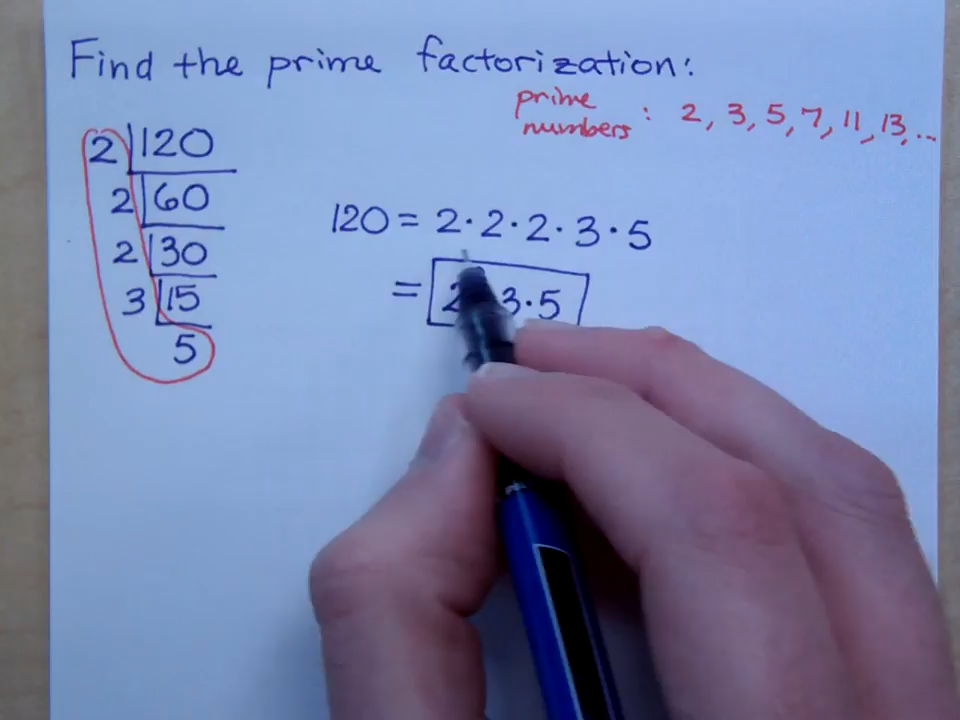 Find the prime factorization:
prime numbers : 2, 3, 5, 7, 11, 13, ...
2 120
2 60
2 30
3 15
5
120 = 2 · 2 · 2 · 3 · 5
= 2 3 · 5